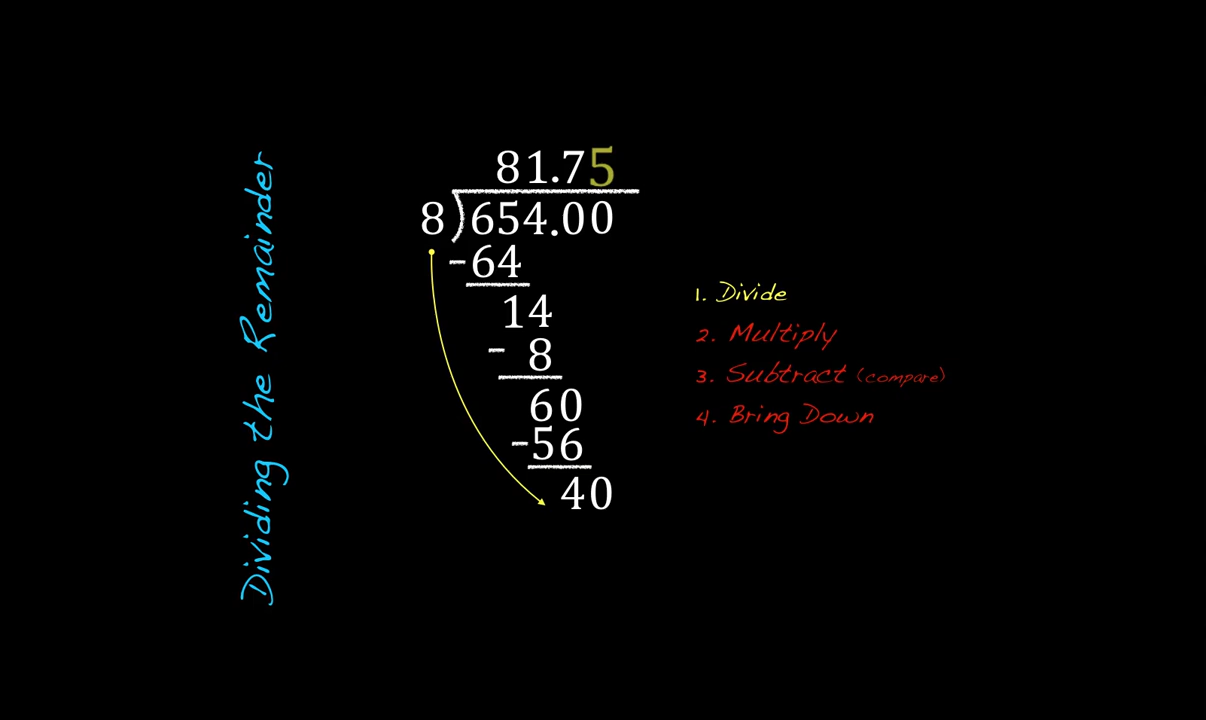 Dividing the Remainder
81.75
8)654.00
-64
14
- 8
60
-56
40
1. Divide
2. Multiply
3. Subtract (compare)
4. Bring Down